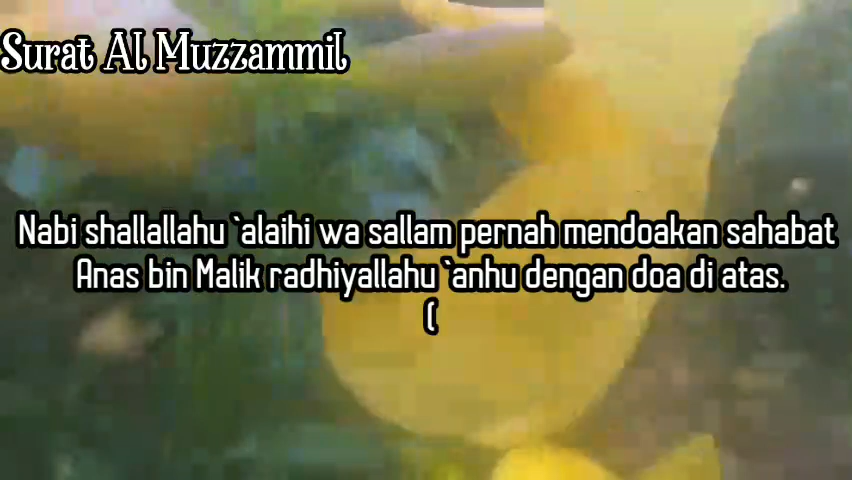 Surat Al Muzzammil
Nabi shallallahu `alaihi wa sallam pernah mendoakan sahabat
Anas bin Malik radhiyallahu `anhu dengan doa di atas.
(